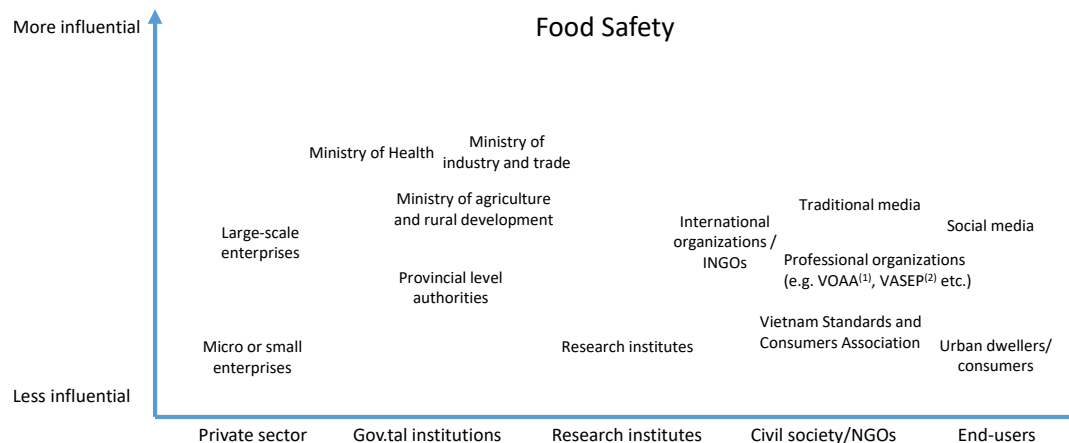 Food Safety
More influential
Ministry of Health
Ministry of
industry and trade
Ministry of agriculture
and rural development
Traditional media
Large-scale
enterprises
International
organizations /
INGOs
Social media
Professional organizations
(e.g. VOAA(1), VASEP(2) etc.)
Provincial level
authorities
Vietnam Standards and
Consumers Association
Micro or small
enterprises
Research institutes
Urban dwellers/
consumers
Less influential
Private sector
Gov.tal institutions
Research institutes
Civil society/NGOs
End-users